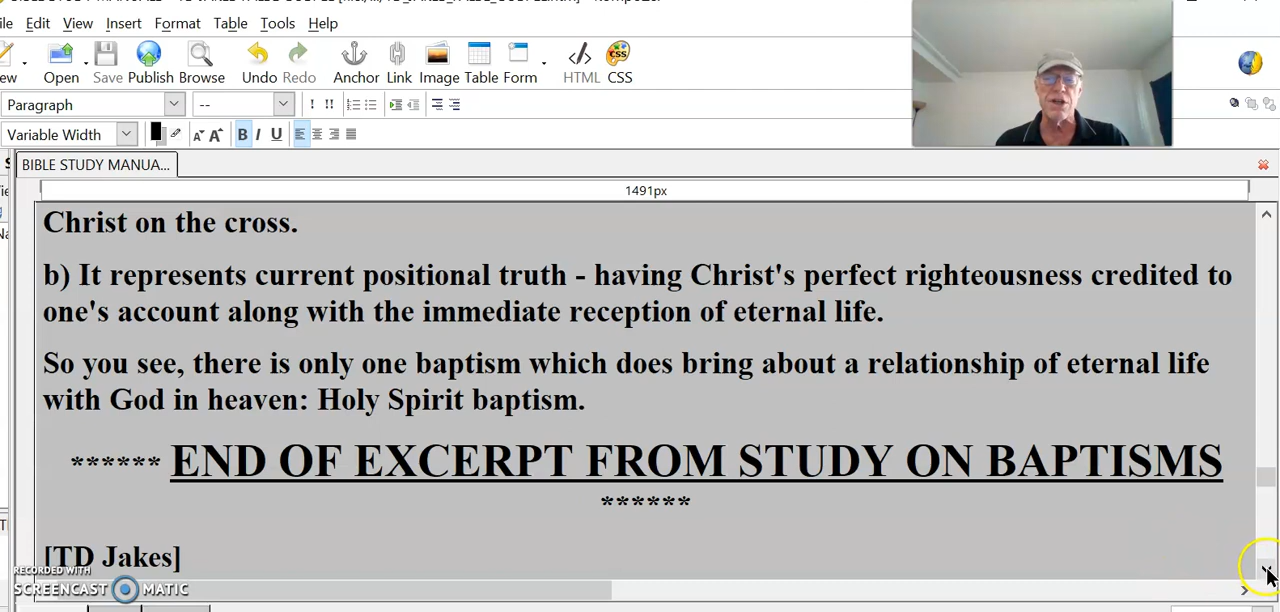 File Edit View Insert Format Table Tools Help
Open Save Publish Browse Undo Redo Anchor Link Image Table Form HTML CSS
Paragraph --
Variable Width B I U
BIBLE STUDY MANUA...
1491px
Christ on the cross.
b) It represents current positional truth - having Christ's perfect righteousness credited to
one's account along with the immediate reception of eternal life.
So you see, there is only one baptism which does bring about a relationship of eternal life
with God in heaven: Holy Spirit baptism.
****** END OF EXCERPT FROM STUDY ON BAPTISMS
******
[TD Jakes]
RECORDED WITH
SCREENCAST MATIC